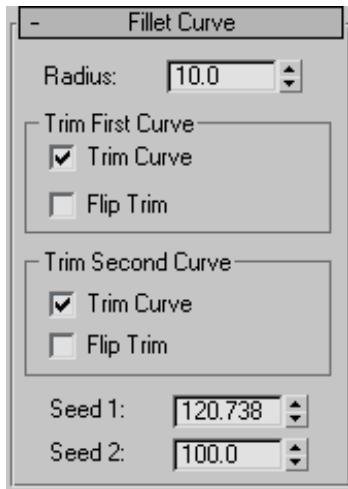 - Fillet Curve
Radius: 10.0
Trim First Curve
Trim Curve
Flip Trim
Trim Second Curve
Trim Curve
Flip Trim
Seed 1: 120.738
Seed 2: 100.0